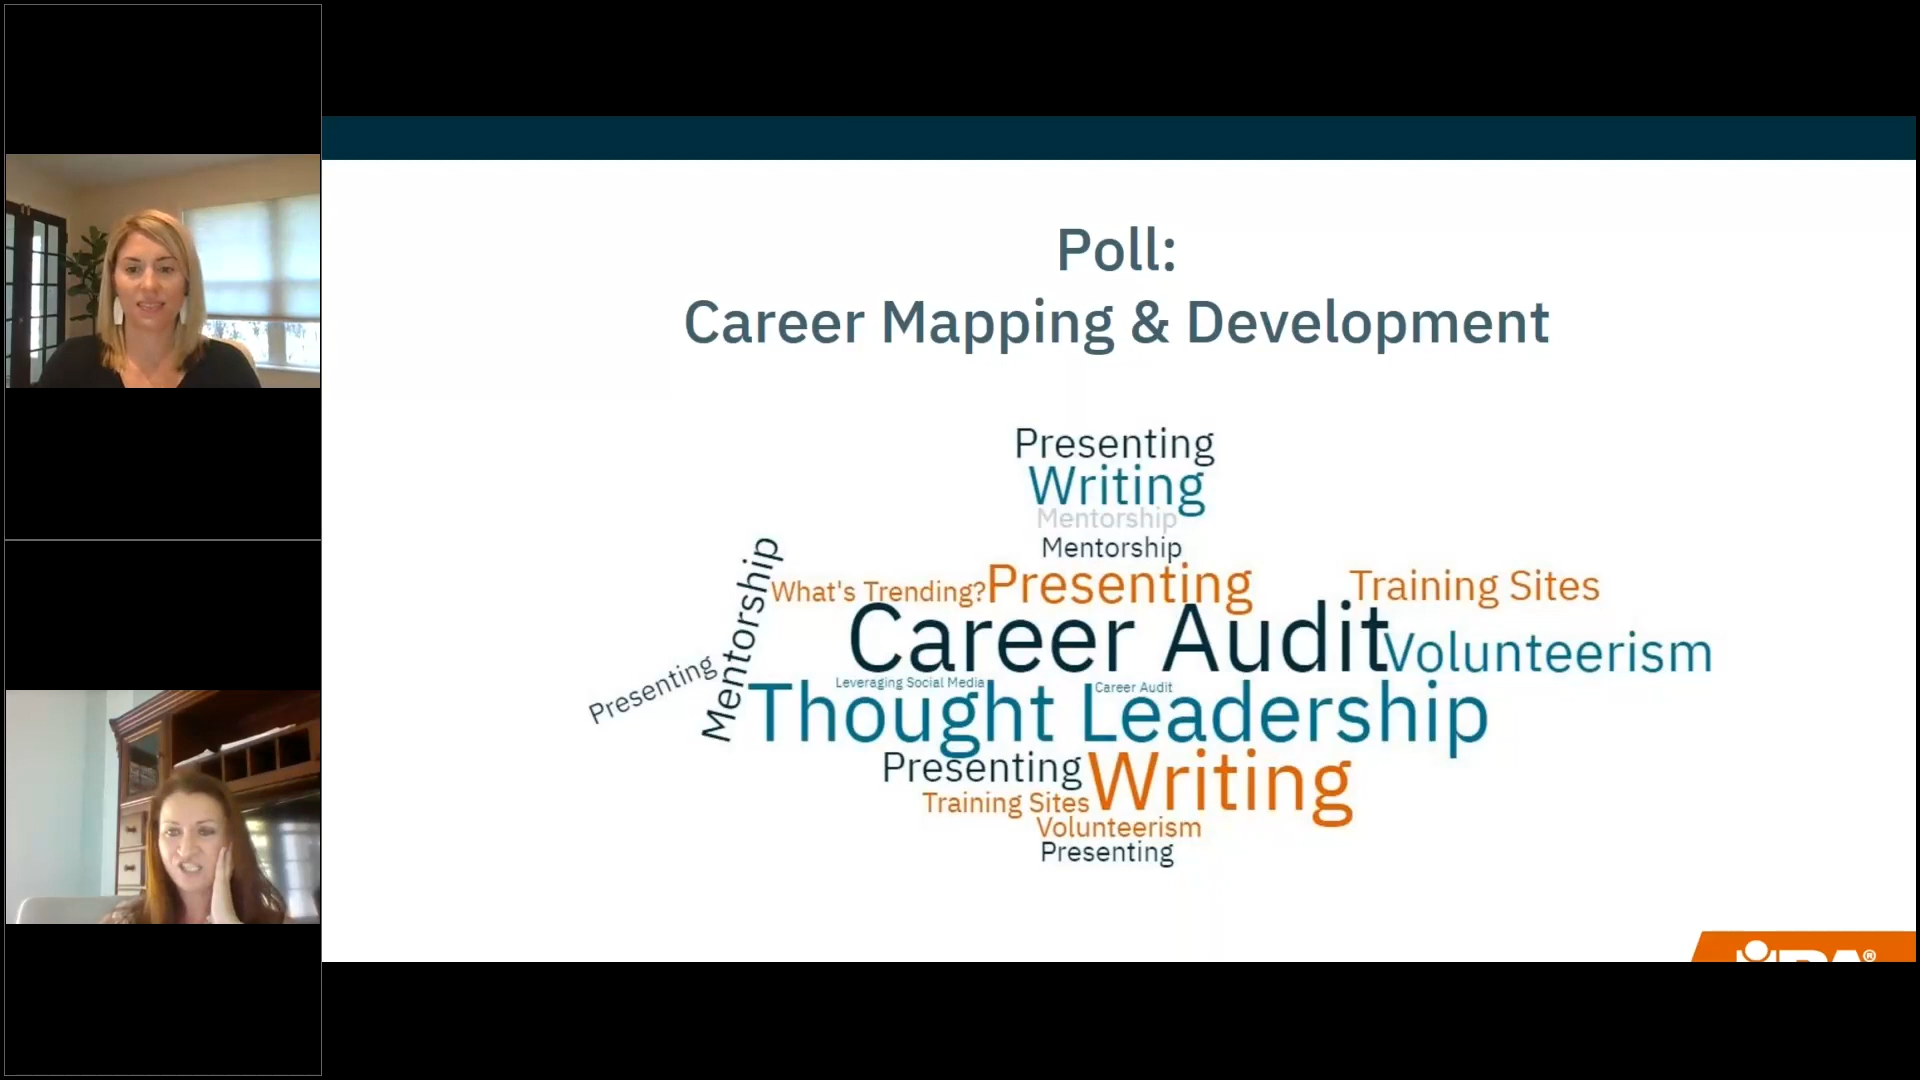 Poll:
Career Mapping & Development
Presenting
Writing
Mentorship
Mentorship
Mentorship
What's Trending?
Presenting
Training Sites
Career Audit
Volunteerism
Presenting
Leveraging Social Media
Career Audit
Thought Leadership
Presenting
Writing
Training Sites
Volunteerism
Presenting